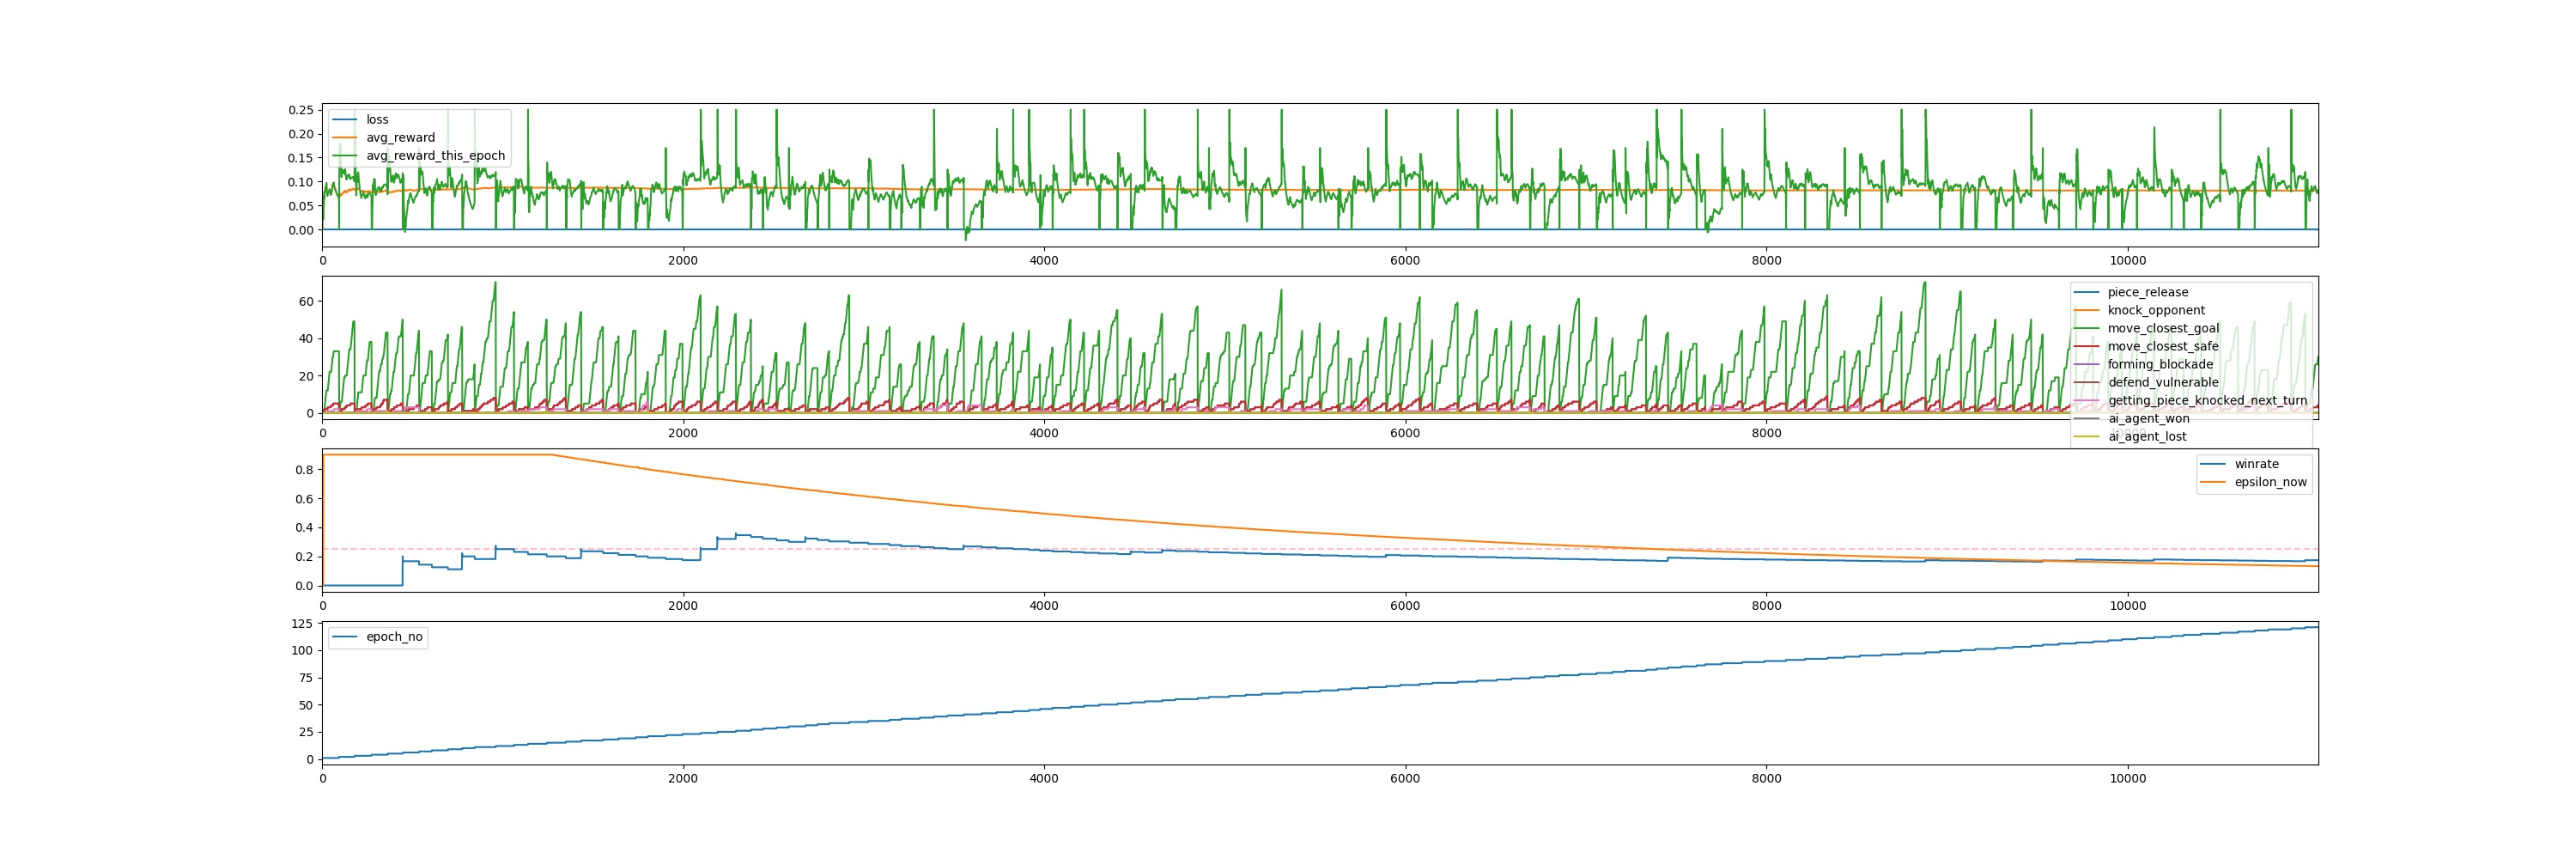 0.25
0.20
0.15
0.10
0.05
0.00
loss
avg_reward
avg_reward_this_epoch
0 2000 4000 6000 8000 10000
60
40
20
0
piece_release
knock_opponent
move_closest_goal
move_closest_safe
forming_blockade
defend_vulnerable
getting_piece_knocked_next_turn
ai_agent_won
ai_agent_lost
0 2000 4000 6000 8000 10000
0.8
0.6
0.4
0.2
0.0
winrate
epsilon_now
0 2000 4000 6000 8000 10000
125
100
75
50
25
0
epoch_no
0 2000 4000 6000 8000 10000